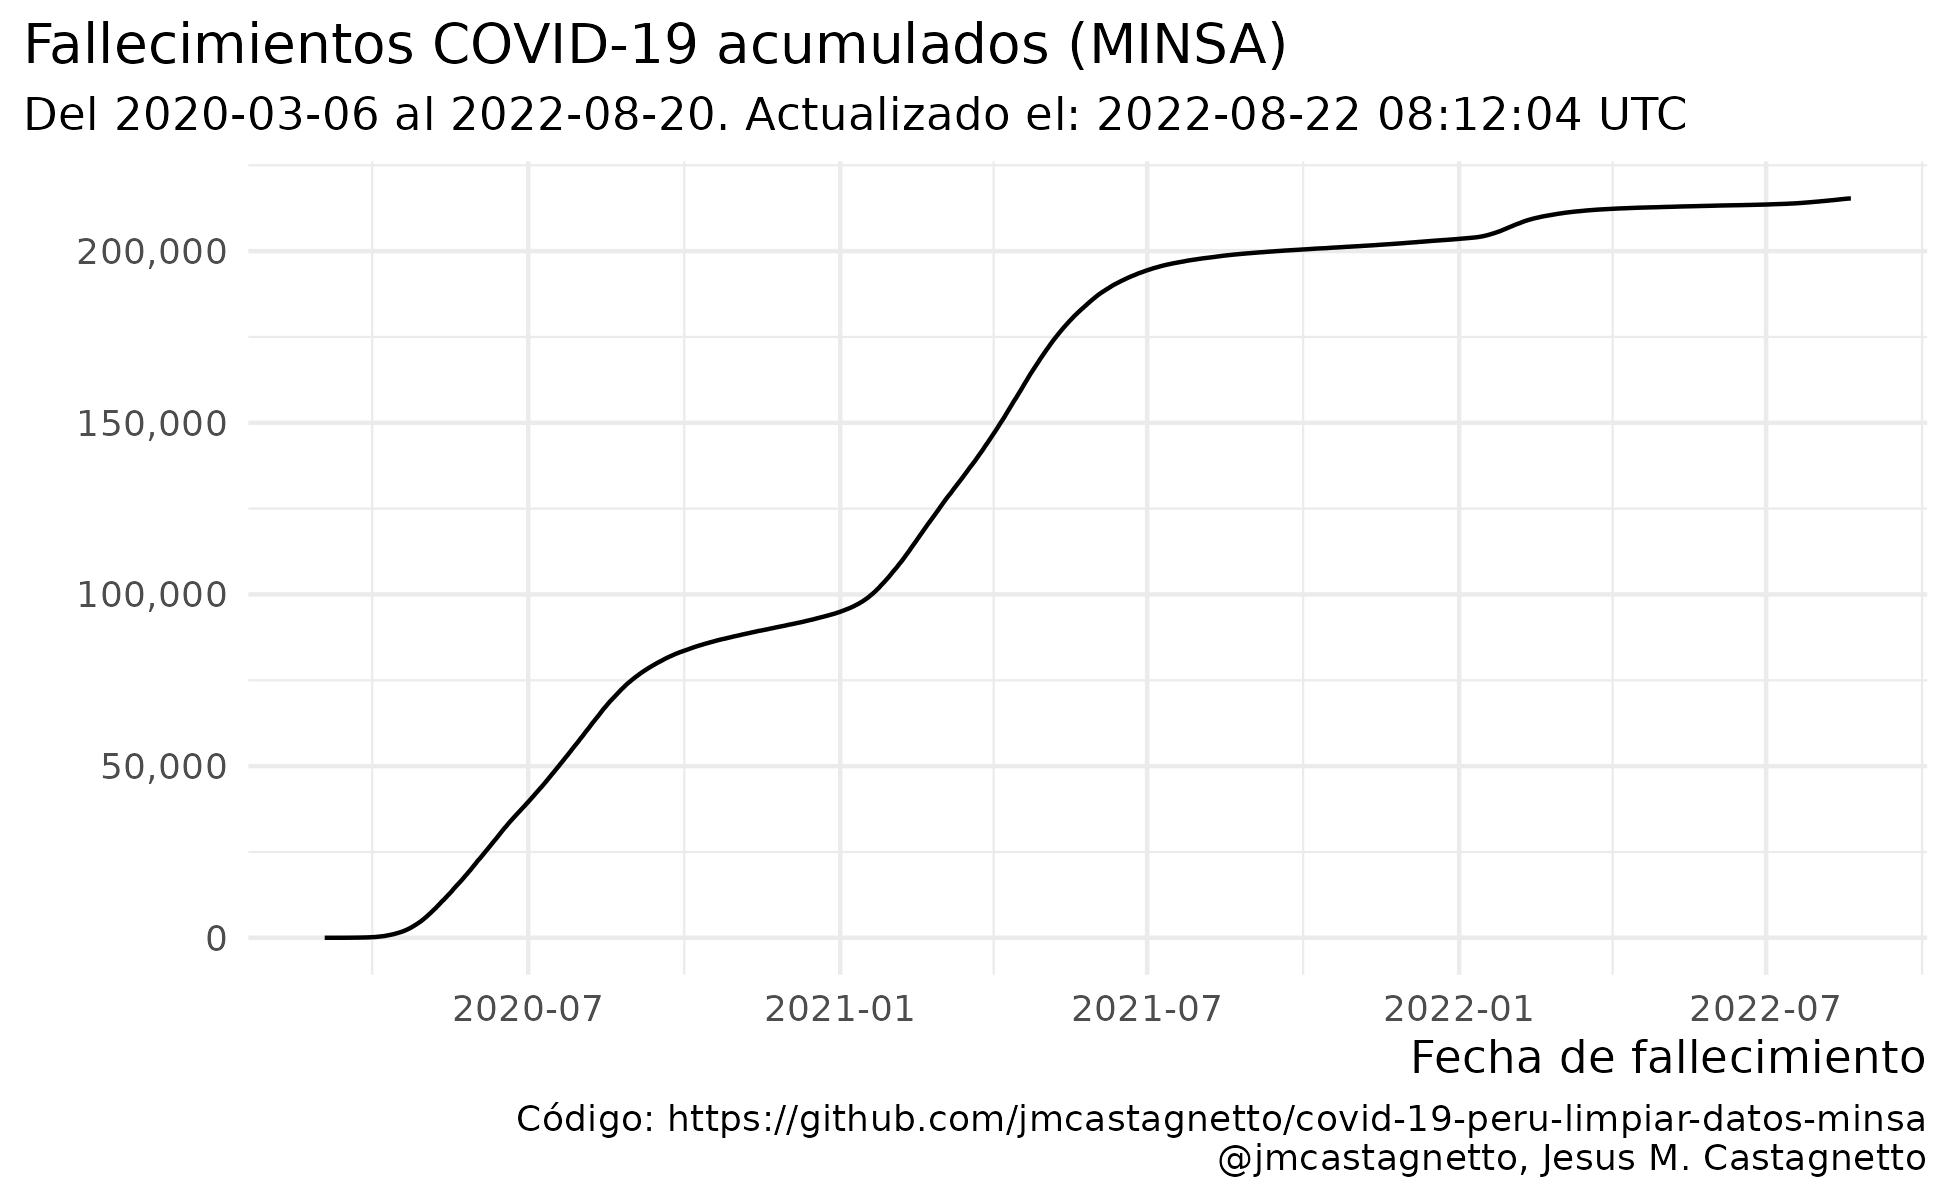 Fallecimientos COVID-19 acumulados (MINSA)
Del 2020-03-06 al 2022-08-20. Actualizado el: 2022-08-22 08:12:04 UTC
200,000
150,000
100,000
50,000
0
2020-07 2021-01 2021-07 2022-01 2022-07
Fecha de fallecimiento
Código: https://github.com/jmcastagnetto/covid-19-peru-limpiar-datos-minsa
@jmcastagnetto, Jesus M. Castagnetto